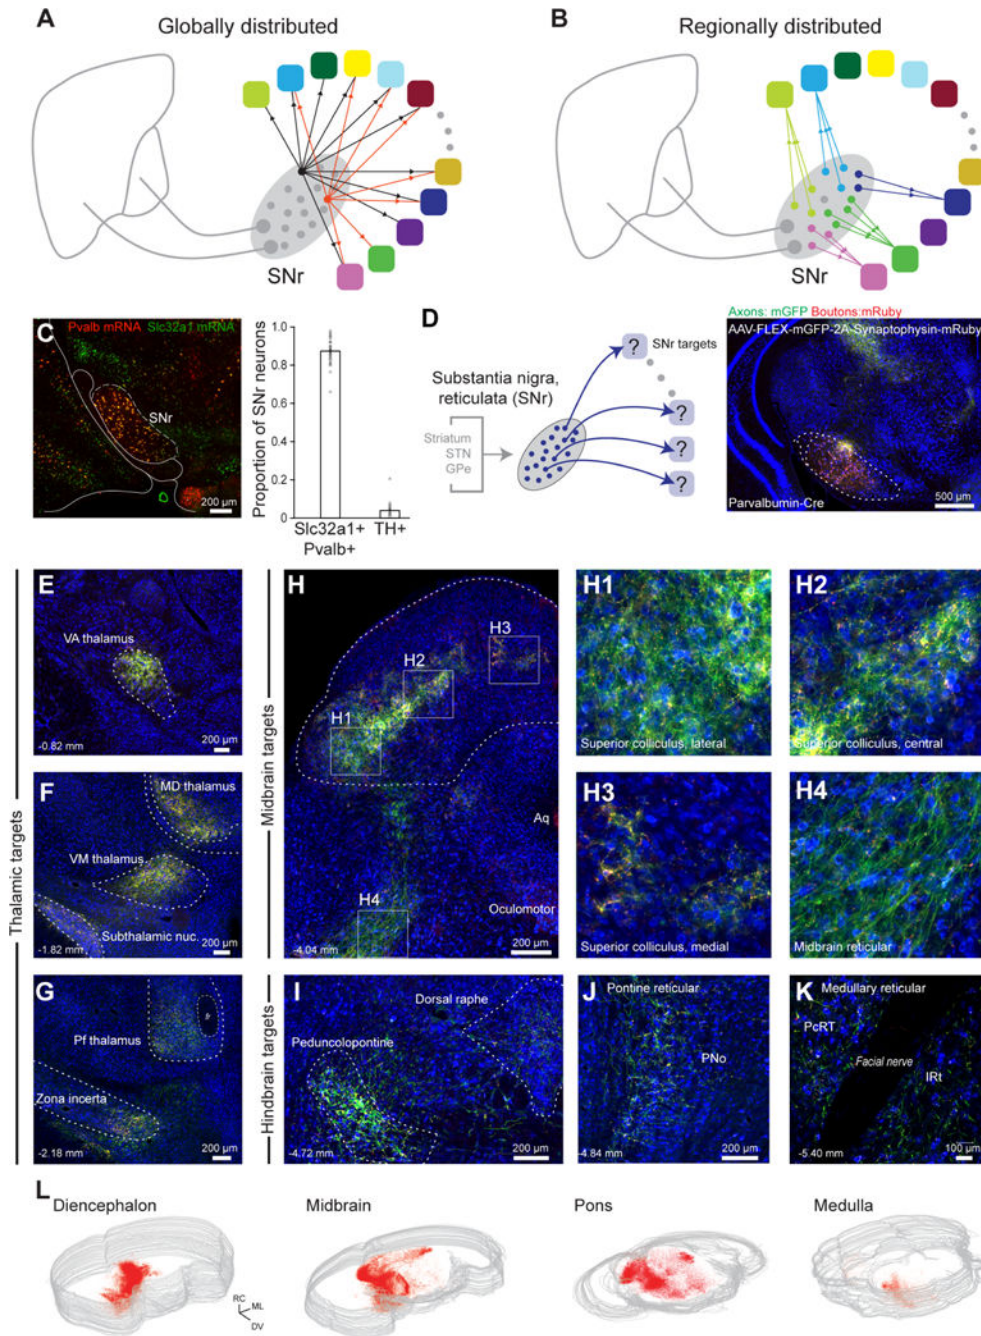 A
Globally distributed
SNr
B
Regionally distributed
SNr
C
Pvalb mRNA Slc32a1 mRNA
SNr
200 µm
Proportion of SNr neurons
1.0
0.8
0.6
0.4
0.2
0
Slc32a1+
Pvalb+
TH+
D
Substantia nigra,
reticulata (SNr)
Striatum
STN
GPe
?
SNr targets
?
?
?
Axons: mGFP Boutons:mRuby
AAV-FLEX-mGFP-2A-Synaptophysin-mRuby
Parvalbumin-Cre
500 µm
Thalamic targets
E
VA thalamus
-0.82 mm
200 µm
F
MD thalamus
VM thalamus
Subthalamic nuc.
-1.82 mm
200 µm
G
fr
Pf thalamus
Zona incerta
-2.18 mm
200 µm
Midbrain targets
H
H3
H2
H1
Aq
H4
Oculomotor
-4.04 mm
200 µm
H1
Superior colliculus, lateral
H2
Superior colliculus, central
H3
Superior colliculus, medial
H4
Midbrain reticular
Hindbrain targets
I
Dorsal raphe
Pedunculopontine
-4.72 mm
200 µm
J
Pontine reticular
PNo
-4.84 mm
200 µm
K
Medullary reticular
PcRT
Facial nerve
IRt
-5.40 mm
100 µm
L
Diencephalon
RC
ML
DV
Midbrain
Pons
Medulla